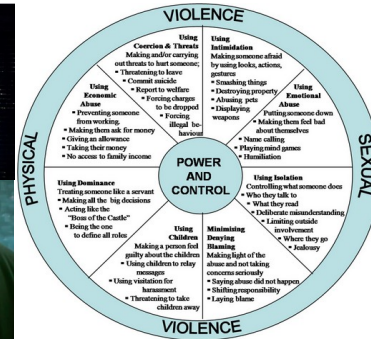 VIOLENCE
PHYSICAL
SEXUAL
VIOLENCE
POWER
AND
CONTROL
Using
Coercion & Threats
Making and/or carrying
out threats to hurt someone;
▪ Threatening to leave
▪ Commit suicide
▪ Report to welfare
▪ Forcing charges
to be dropped
▪ Forcing
illegal be-
haviour
Using
Intimidation
Making someone afraid
by using looks, actions,
gestures
▪ Smashing things
▪ Destroying property
▪ Abusing pets
▪ Displaying
weapons
Using Emotional
Abuse
Putting someone down
▪ Making them feel bad
about themselves
▪ Name calling
▪ Playing mind games
▪ Humiliation
Using Isolation
Controlling what someone does
▪ Who they talk to
▪ What they read
▪ Deliberate misunderstanding
▪ Limiting outside
involvement
▪ Where they go
▪ Jealousy
Minimising
Denying
Blaming
Making light of the
abuse and not taking
concerns seriously
▪ Saying abuse did not happen
▪ Shifting responsibility
▪ Laying blame
Using
Children
Making a person feel
guilty about the children
▪ Using children to relay
messages
▪ Using visitation for
harassment
▪ Threatening to take
children away
Using Dominance
Treating someone like a servant
▪ Making all the big decisions
▪ Acting like the
"Boss of the Castle"
▪ Being the one
to define all roles
Using
Economic
Abuse
▪ Preventing someone
from working.
▪ Making them ask for money
▪ Giving an allowance
▪ Taking their money
▪ No access to family income